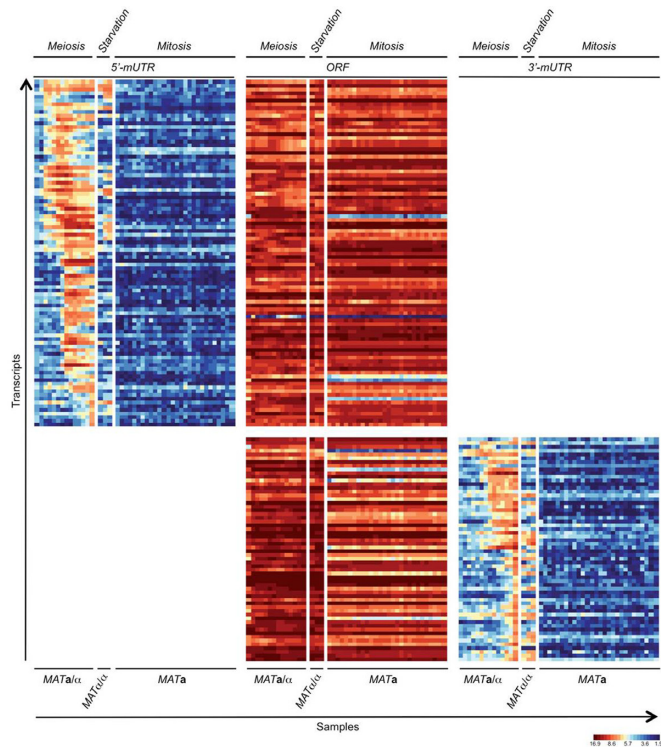 Meiosis Starvation Mitosis Meiosis Starvation Mitosis Meiosis Starvation Mitosis
5'-mUTR ORF 3'-mUTR
Transcripts
MATa/α MATα/α MATa MATa/α MATα/α MATa MATa/α MATα/α MATa
Samples
16.9 8.6 5.7 3.6 1.5